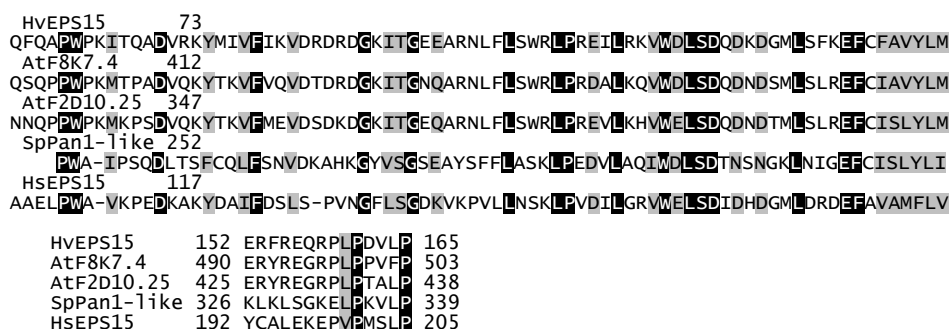 HvEPS15 73
QFQAPWPKITQADVRKYMIVFIKVDRDRDGKITGEEARNLFLSWRLPREILRKVWDLSDQDKDGMLSFKEFCFAVYLM
AtF8K7.4 412
QSQPPWPKMTPADVQKYTKVFVQVDTDRDGKITGNQARNLFLSWRLPRDALKQVWDLSDQDNDSMLSLREFCIAVYLM
AtF2D10.25 347
NNQPPWPKMKPSDVQKYTKVFMEVDSDKDGKITGEQARNLFLSWRLPREVLKHVWELSDQDNDTMLSLREFCISLYLM
SpPan1-like 252
PWA-IPSQDLTSFCQLFSNVDKAHKGYVSGSEAYSFFLASKLPEDVLAQIWDLSDTNSNGKLNIGEFCISLYLI
HsEPS15 117
AAELPWA-VKPEDKAKYDAIFDSLS-PVNGFLSGDKVKPVLLNSKLPVDILGRVWELSDIDHDGMLDRDEFAVAMFLV
HvEPS15 152 ERFREQRPLPDVLP 165
AtF8K7.4 490 ERYREGRPLPPVFP 503
AtF2D10.25 425 ERYREGRPLPTALP 438
SpPan1-like 326 KLKLSGKELPKVLP 339
HsEPS15 192 YCALEKEPVPMSLP 205